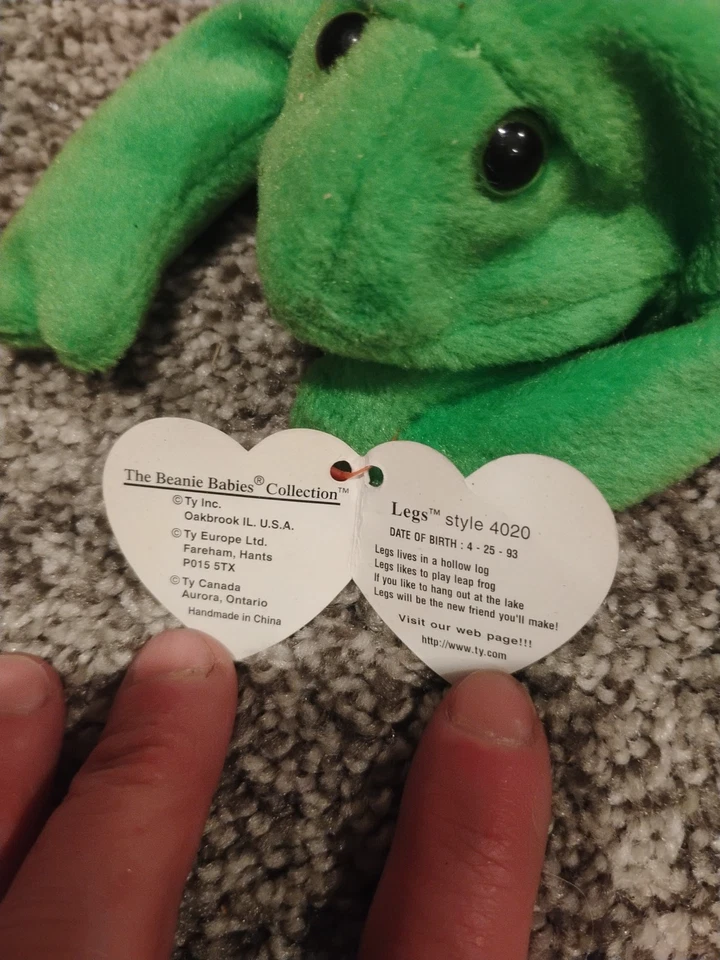 The Beanie Babies® Collection™
©Ty Inc.
Oakbrook IL. U.S.A.
©Ty Europe Ltd.
Fareham, Hants
P015 5TX
©Ty Canada
Aurora, Ontario
Handmade in China
Legs™ style 4020
DATE OF BIRTH : 4 - 25 - 93
Legs lives in a hollow log
Legs likes to play leap frog
If you like to hang out at the lake
Legs will be the new friend you'll make!
Visit our web page!!!
http://www.ty.com